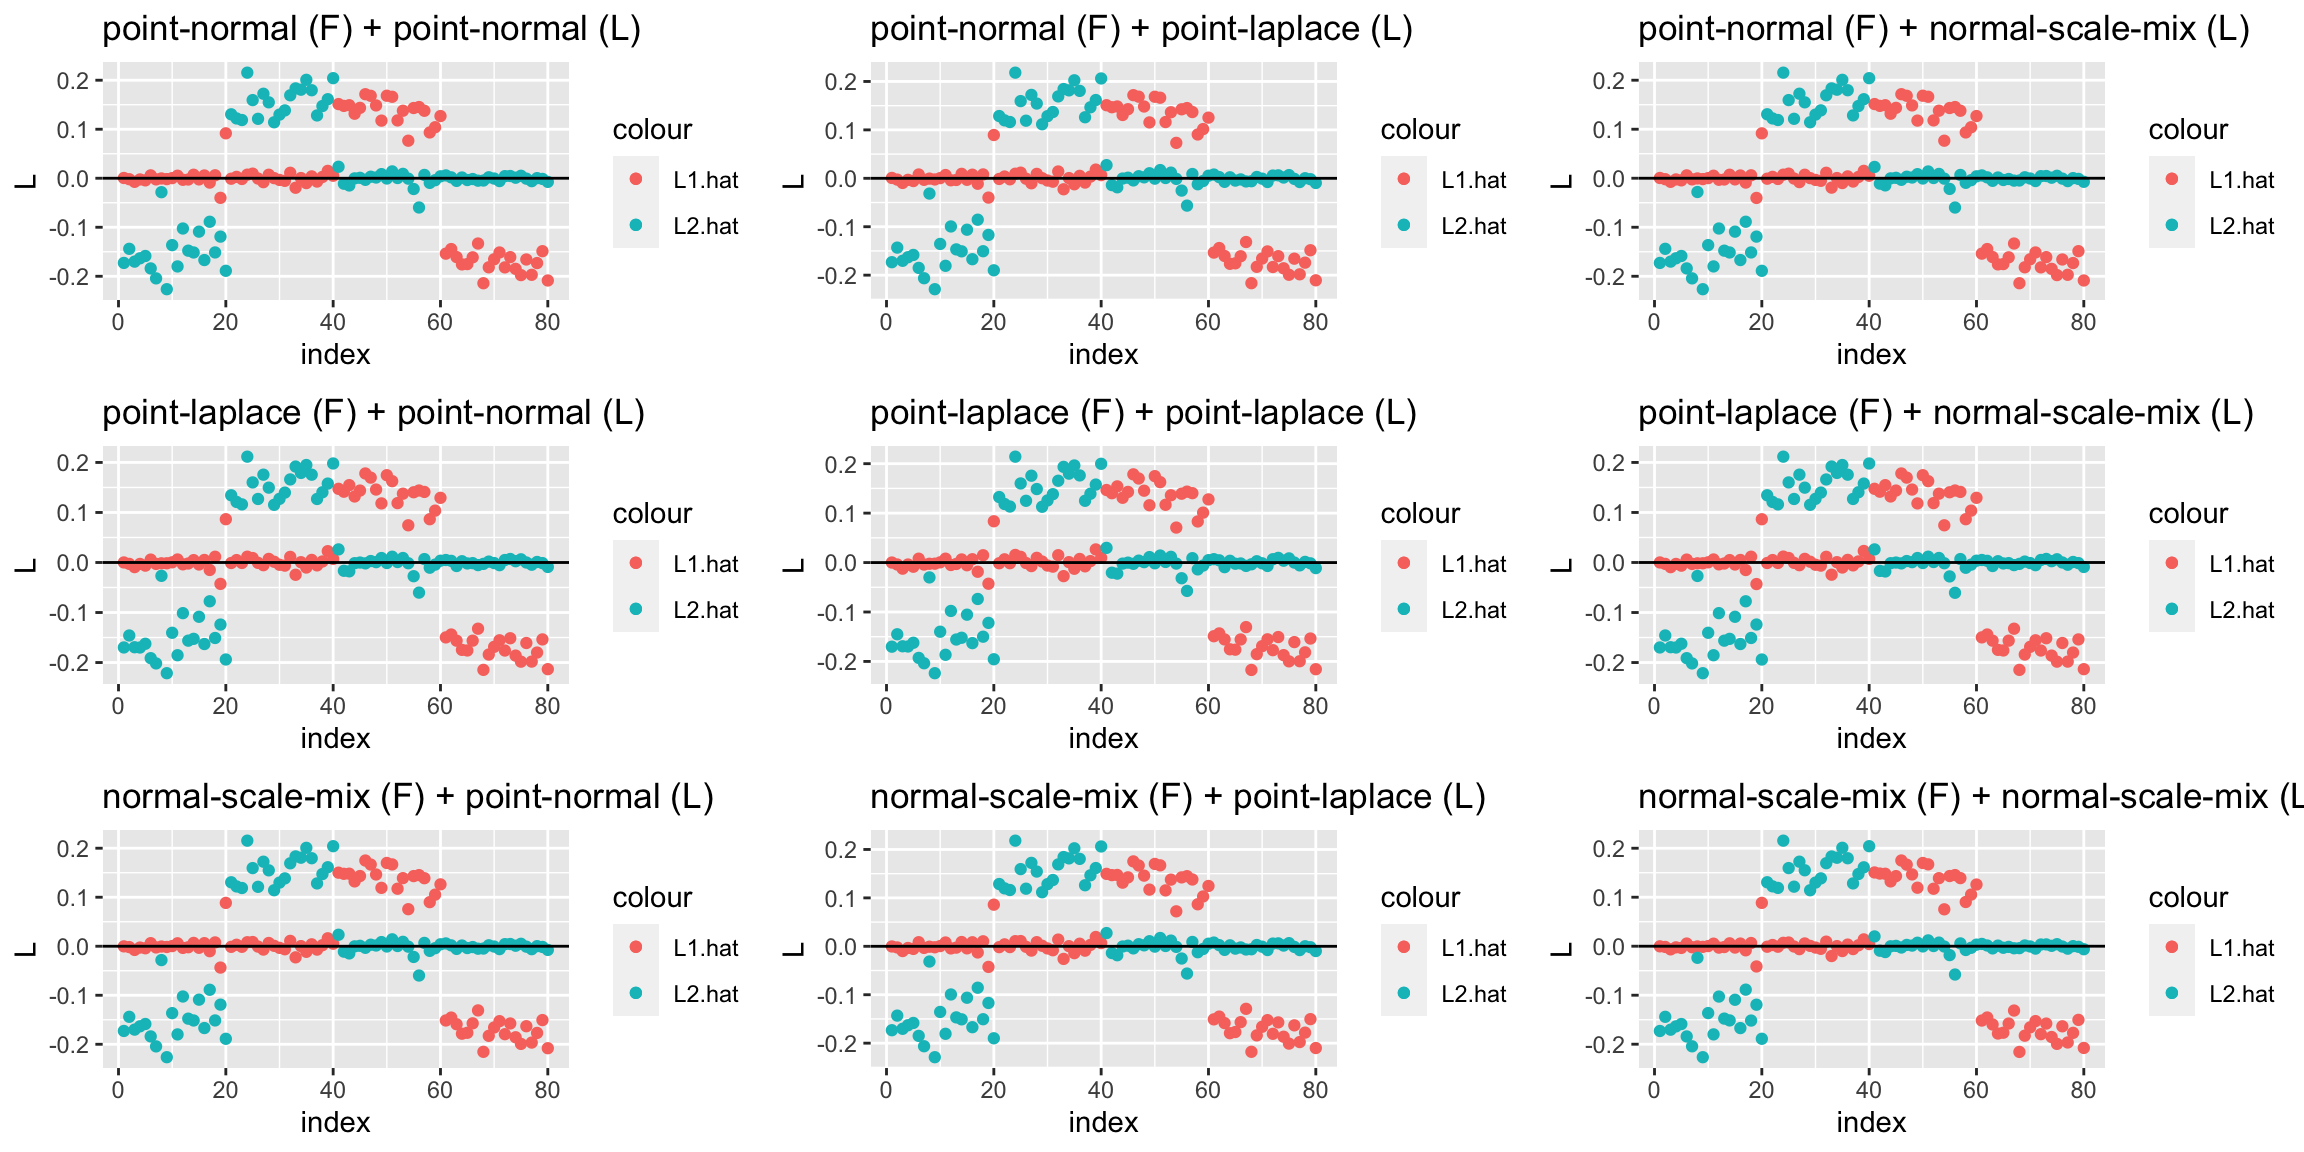 point-normal (F) + point-normal (L)
0.2
0.1
0.0
-0.1
-0.2
L
0 20 40 60 80
index
colour
L1.hat
L2.hat
point-normal (F) + point-laplace (L)
0.2
0.1
0.0
-0.1
-0.2
L
0 20 40 60 80
index
colour
L1.hat
L2.hat
point-normal (F) + normal-scale-mix (L)
0.2
0.1
0.0
-0.1
-0.2
L
0 20 40 60 80
index
colour
L1.hat
L2.hat
point-laplace (F) + point-normal (L)
0.2
0.1
0.0
-0.1
-0.2
L
0 20 40 60 80
index
colour
L1.hat
L2.hat
point-laplace (F) + point-laplace (L)
0.2
0.1
0.0
-0.1
-0.2
L
0 20 40 60 80
index
colour
L1.hat
L2.hat
point-laplace (F) + normal-scale-mix (L)
0.2
0.1
0.0
-0.1
-0.2
L
0 20 40 60 80
index
colour
L1.hat
L2.hat
normal-scale-mix (F) + point-normal (L)
0.2
0.1
0.0
-0.1
-0.2
L
0 20 40 60 80
index
colour
L1.hat
L2.hat
normal-scale-mix (F) + point-laplace (L)
0.2
0.1
0.0
-0.1
-0.2
L
0 20 40 60 80
index
colour
L1.hat
L2.hat
normal-scale-mix (F) + normal-scale-mix (L
0.2
0.1
0.0
-0.1
-0.2
L
0 20 40 60 80
index
colour
L1.hat
L2.hat